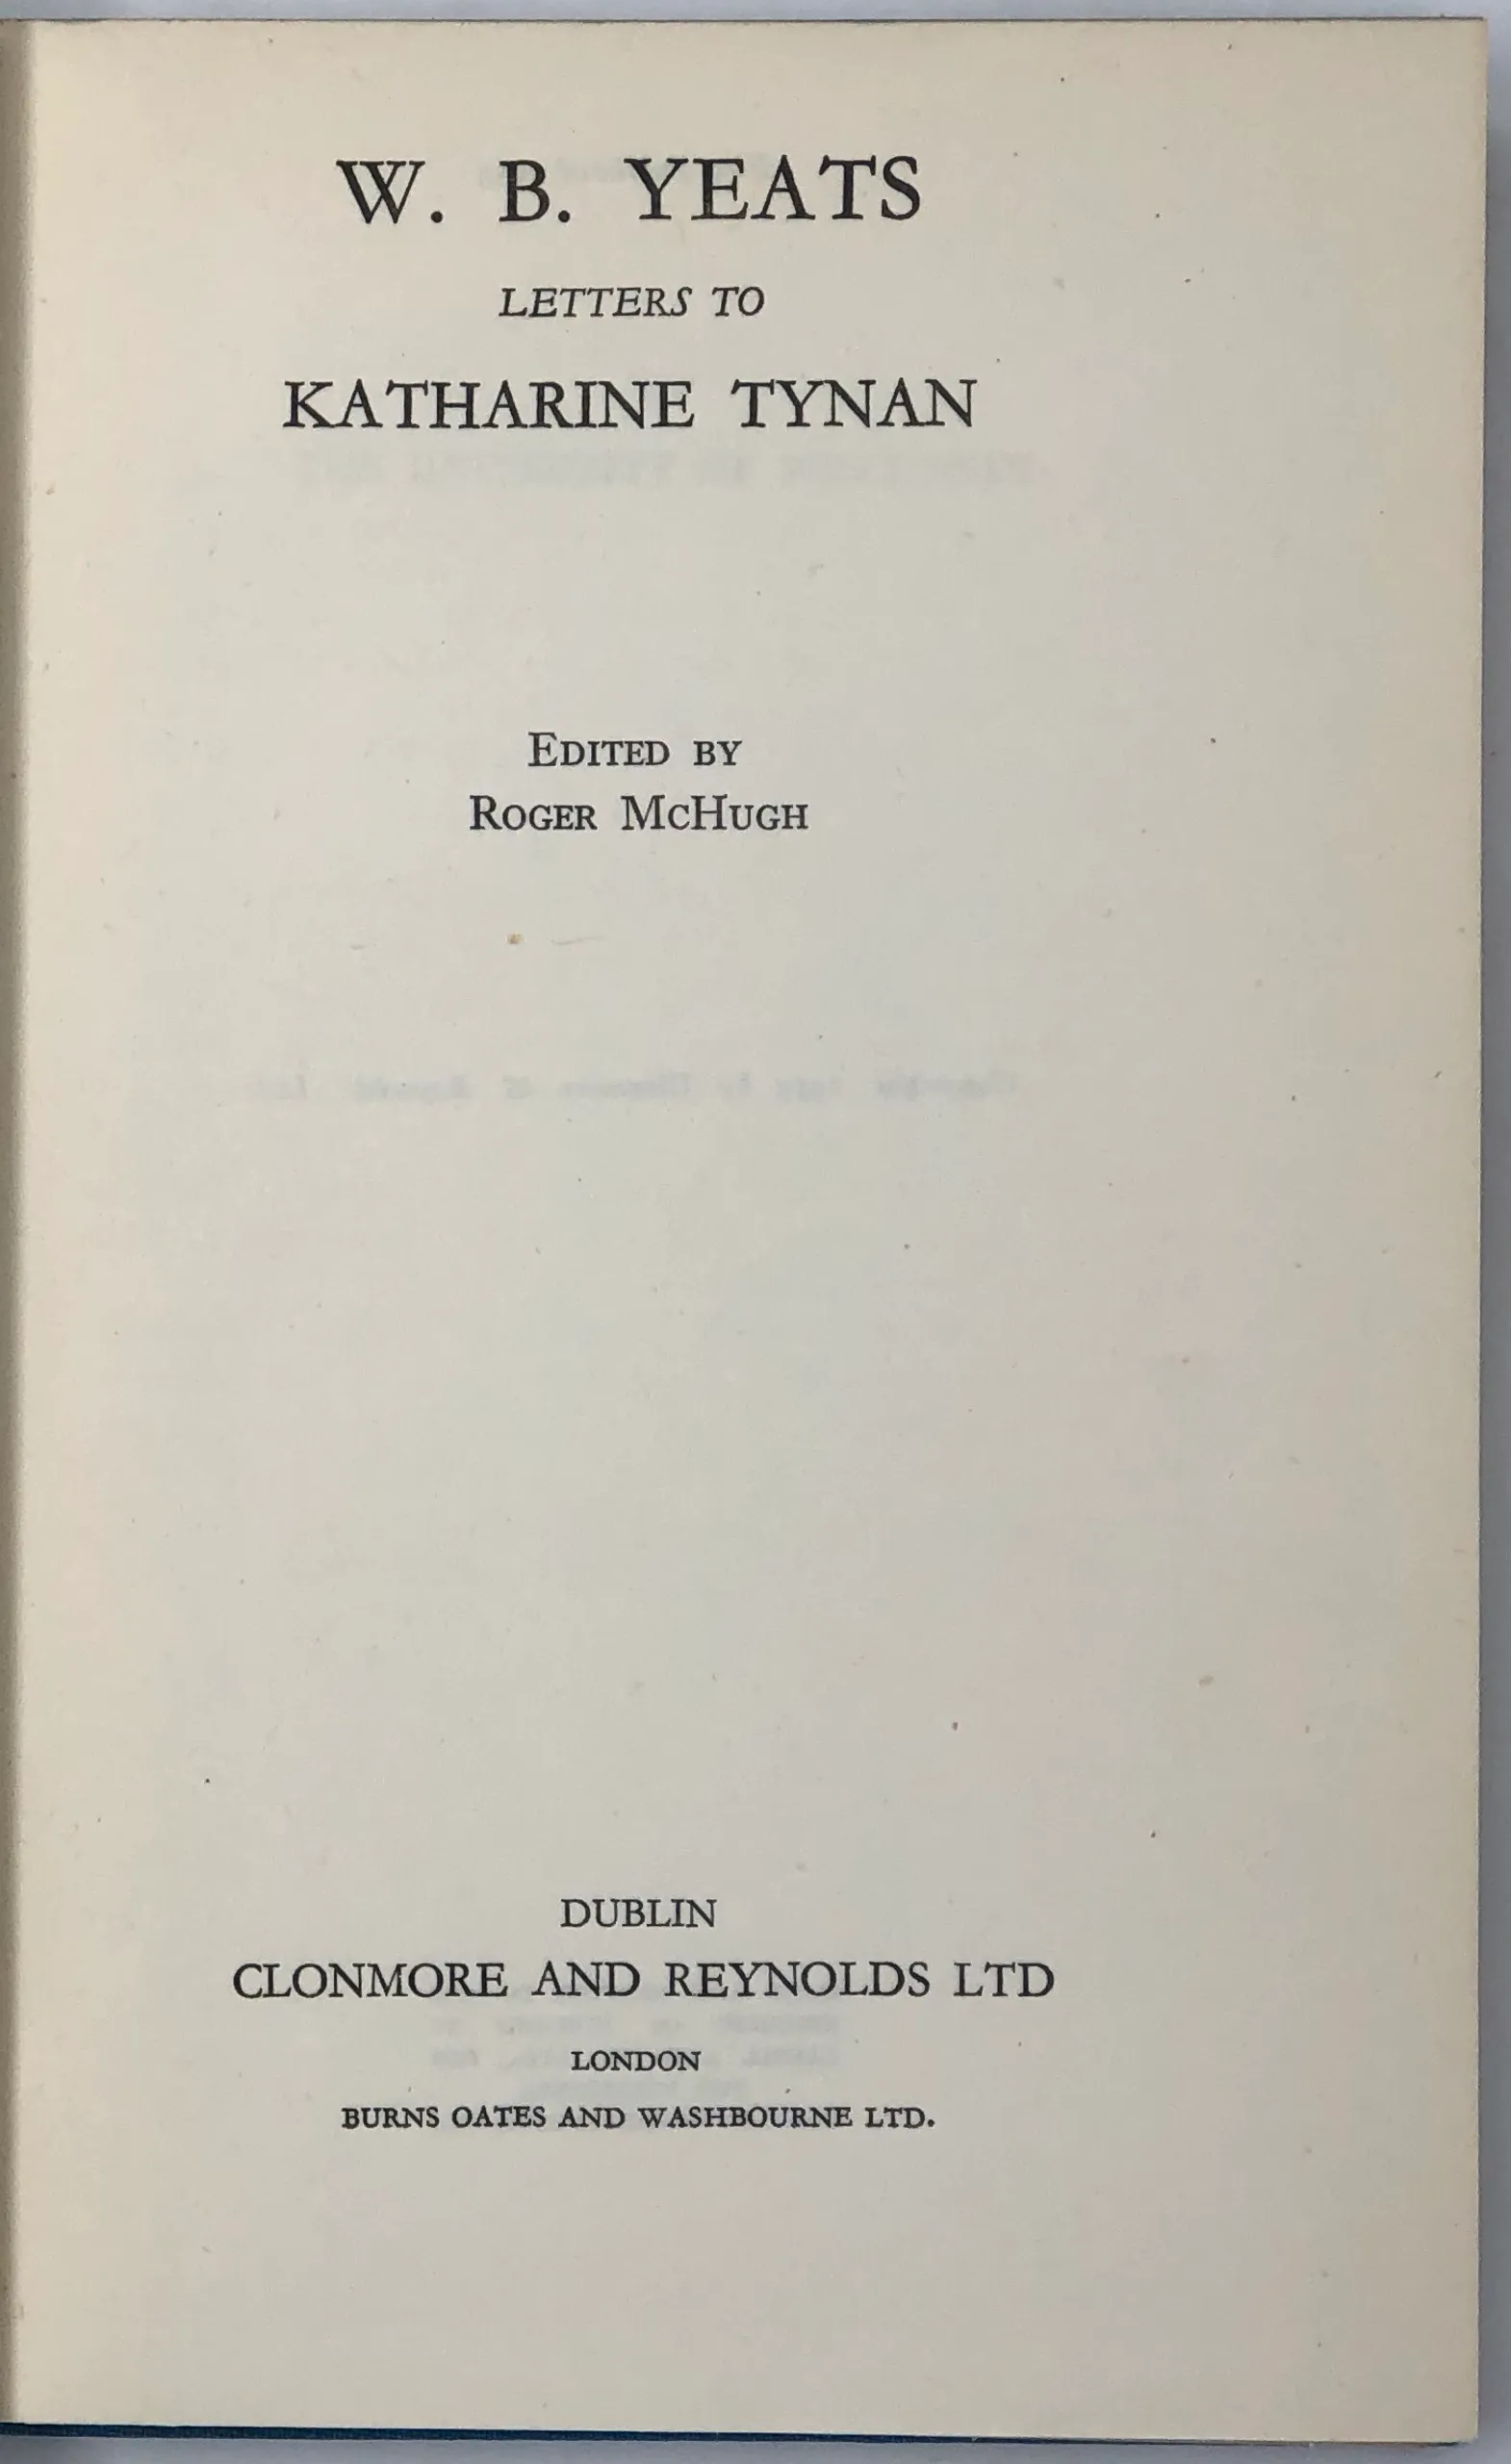 W. B. YEATS
LETTERS TO
KATHARINE TYNAN
EDITED BY
ROGER McHUGH
DUBLIN
CLONMORE AND REYNOLDS LTD
LONDON
BURNS OATES AND WASHBOURNE LTD.